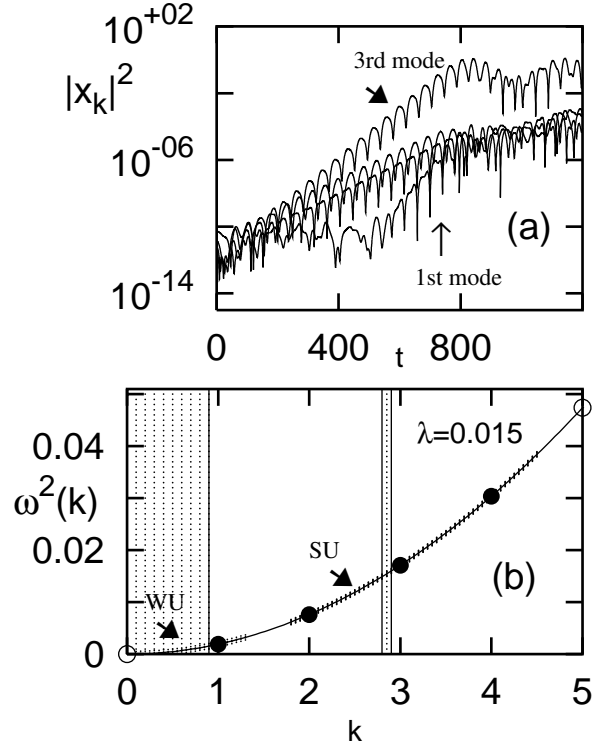 10^{+02}
3rd mode
|x_k|^2
10^{-06}
(a)
1st mode
10^{-14}
0 400 t 800
λ=0.015
0.04
ω^2(k)
0.02
SU
(b)
WU
0
0 1 2 3 4 5
k